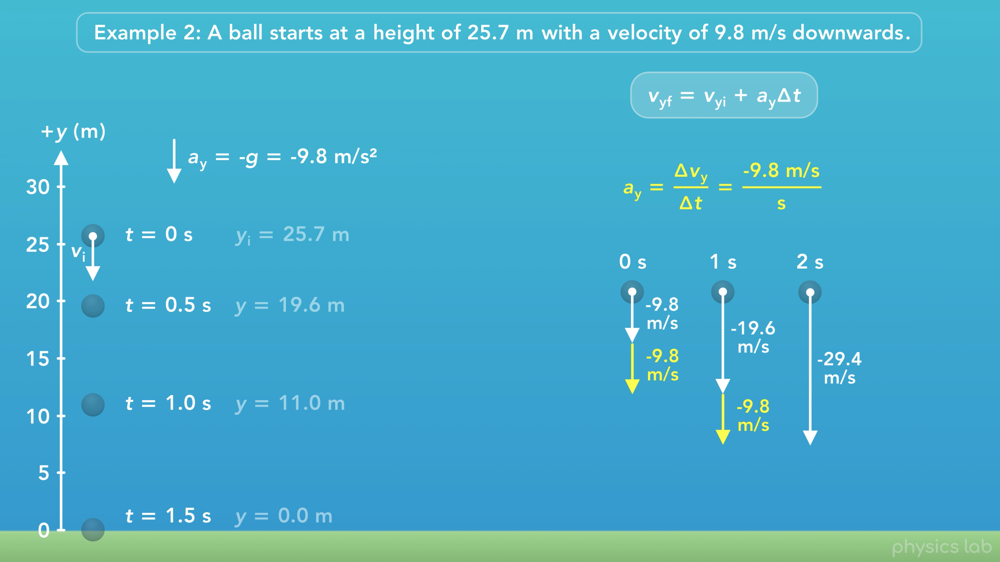 Example 2: A ball starts at a height of 25.7 m with a velocity of 9.8 m/s downwards.
+y (m)
30
25
20
15
10
5
0
a_y = -g = -9.8 m/s²
v_i
t = 0 s y_i = 25.7 m
t = 0.5 s y = 19.6 m
t = 1.0 s y = 11.0 m
t = 1.5 s y = 0.0 m
v_yf = v_yi + a_yΔt
a_y = Δv_y / Δt = -9.8 m/s / s
0 s
-9.8
m/s
-9.8
m/s
1 s
-19.6
m/s
-9.8
m/s
2 s
-29.4
m/s
physics lab